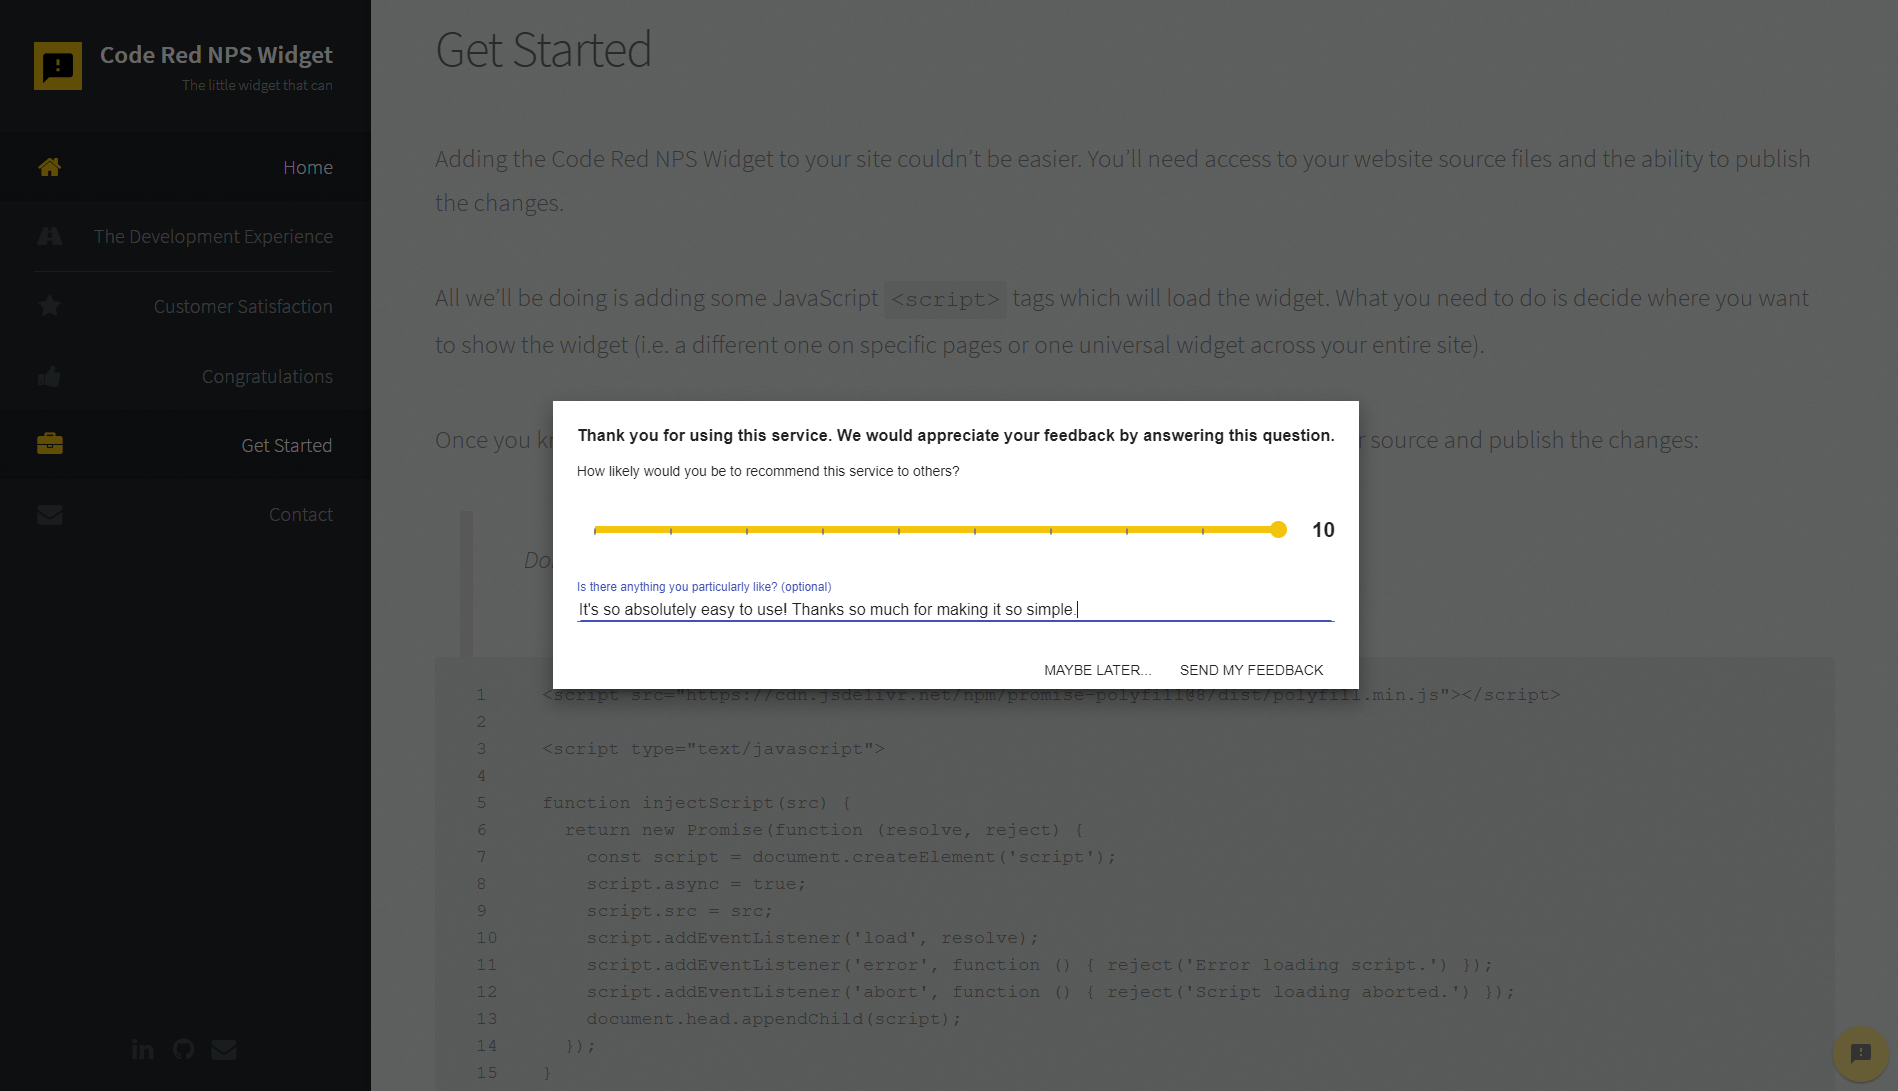 Code Red NPS Widget
The little widget that can
Home
The Development Experience
Customer Satisfaction
Congratulations
Get Started
Contact
Get Started
Adding the Code Red NPS Widget to your site couldn’t be easier. You’ll need access to your website source files and the ability to publish
the changes.
All we’ll be doing is adding some JavaScript <script> tags which will load the widget. What you need to do is decide where you want
to show the widget (i.e. a different one on specific pages or one universal widget across your entire site).
Once you source and publish the changes:
Thank you for using this service. We would appreciate your feedback by answering this question.
How likely would you be to recommend this service to others?
10
Is there anything you particularly like? (optional)
It's so absolutely easy to use! Thanks so much for making it so simple.
MAYBE LATER... SEND MY FEEDBACK
1 <script src="https://cdn.jsdelivr.net/npm/promise-polyfill@8/dist/polyfill.min.js"></script>
2
3 <script type="text/javascript">
4
5 function injectScript(src) {
6 return new Promise(function (resolve, reject) {
7 const script = document.createElement('script');
8 script.async = true;
9 script.src = src;
10 script.addEventListener('load', resolve);
11 script.addEventListener('error', function () { reject('Error loading script.') });
12 script.addEventListener('abort', function () { reject('Script loading aborted.') });
13 document.head.appendChild(script);
14 });
15 }